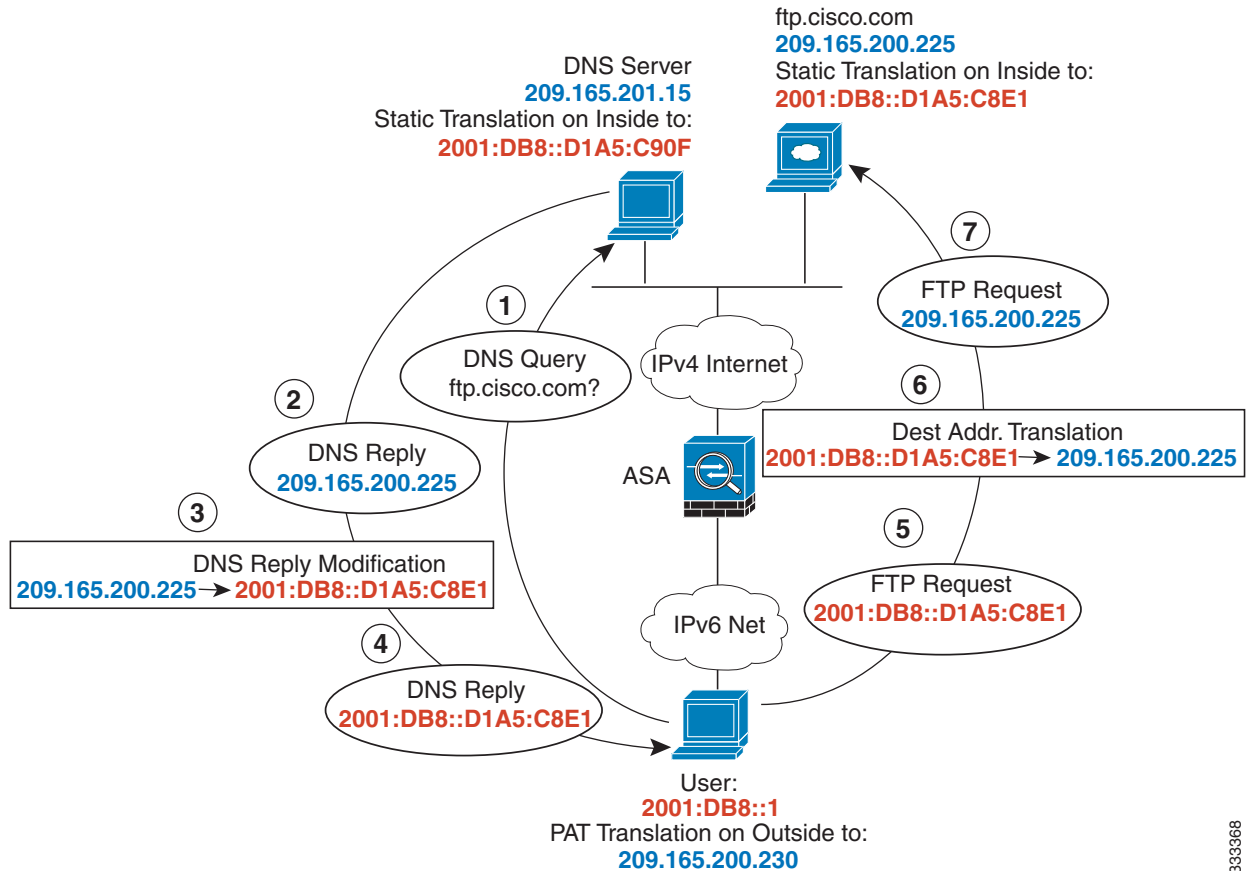 ftp.cisco.com
209.165.200.225
Static Translation on Inside to:
2001:DB8::D1A5:C8E1
DNS Server
209.165.201.15
Static Translation on Inside to:
2001:DB8::D1A5:C90F
7
FTP Request
209.165.200.225
1
DNS Query
ftp.cisco.com?
IPv4 Internet
6
Dest Addr. Translation
2001:DB8::D1A5:C8E1 → 209.165.200.225
2
DNS Reply
209.165.200.225
ASA
3
DNS Reply Modification
209.165.200.225 → 2001:DB8::D1A5:C8E1
5
FTP Request
2001:DB8::D1A5:C8E1
IPv6 Net
4
DNS Reply
2001:DB8::D1A5:C8E1
User:
2001:DB8::1
PAT Translation on Outside to:
209.165.200.230
333368